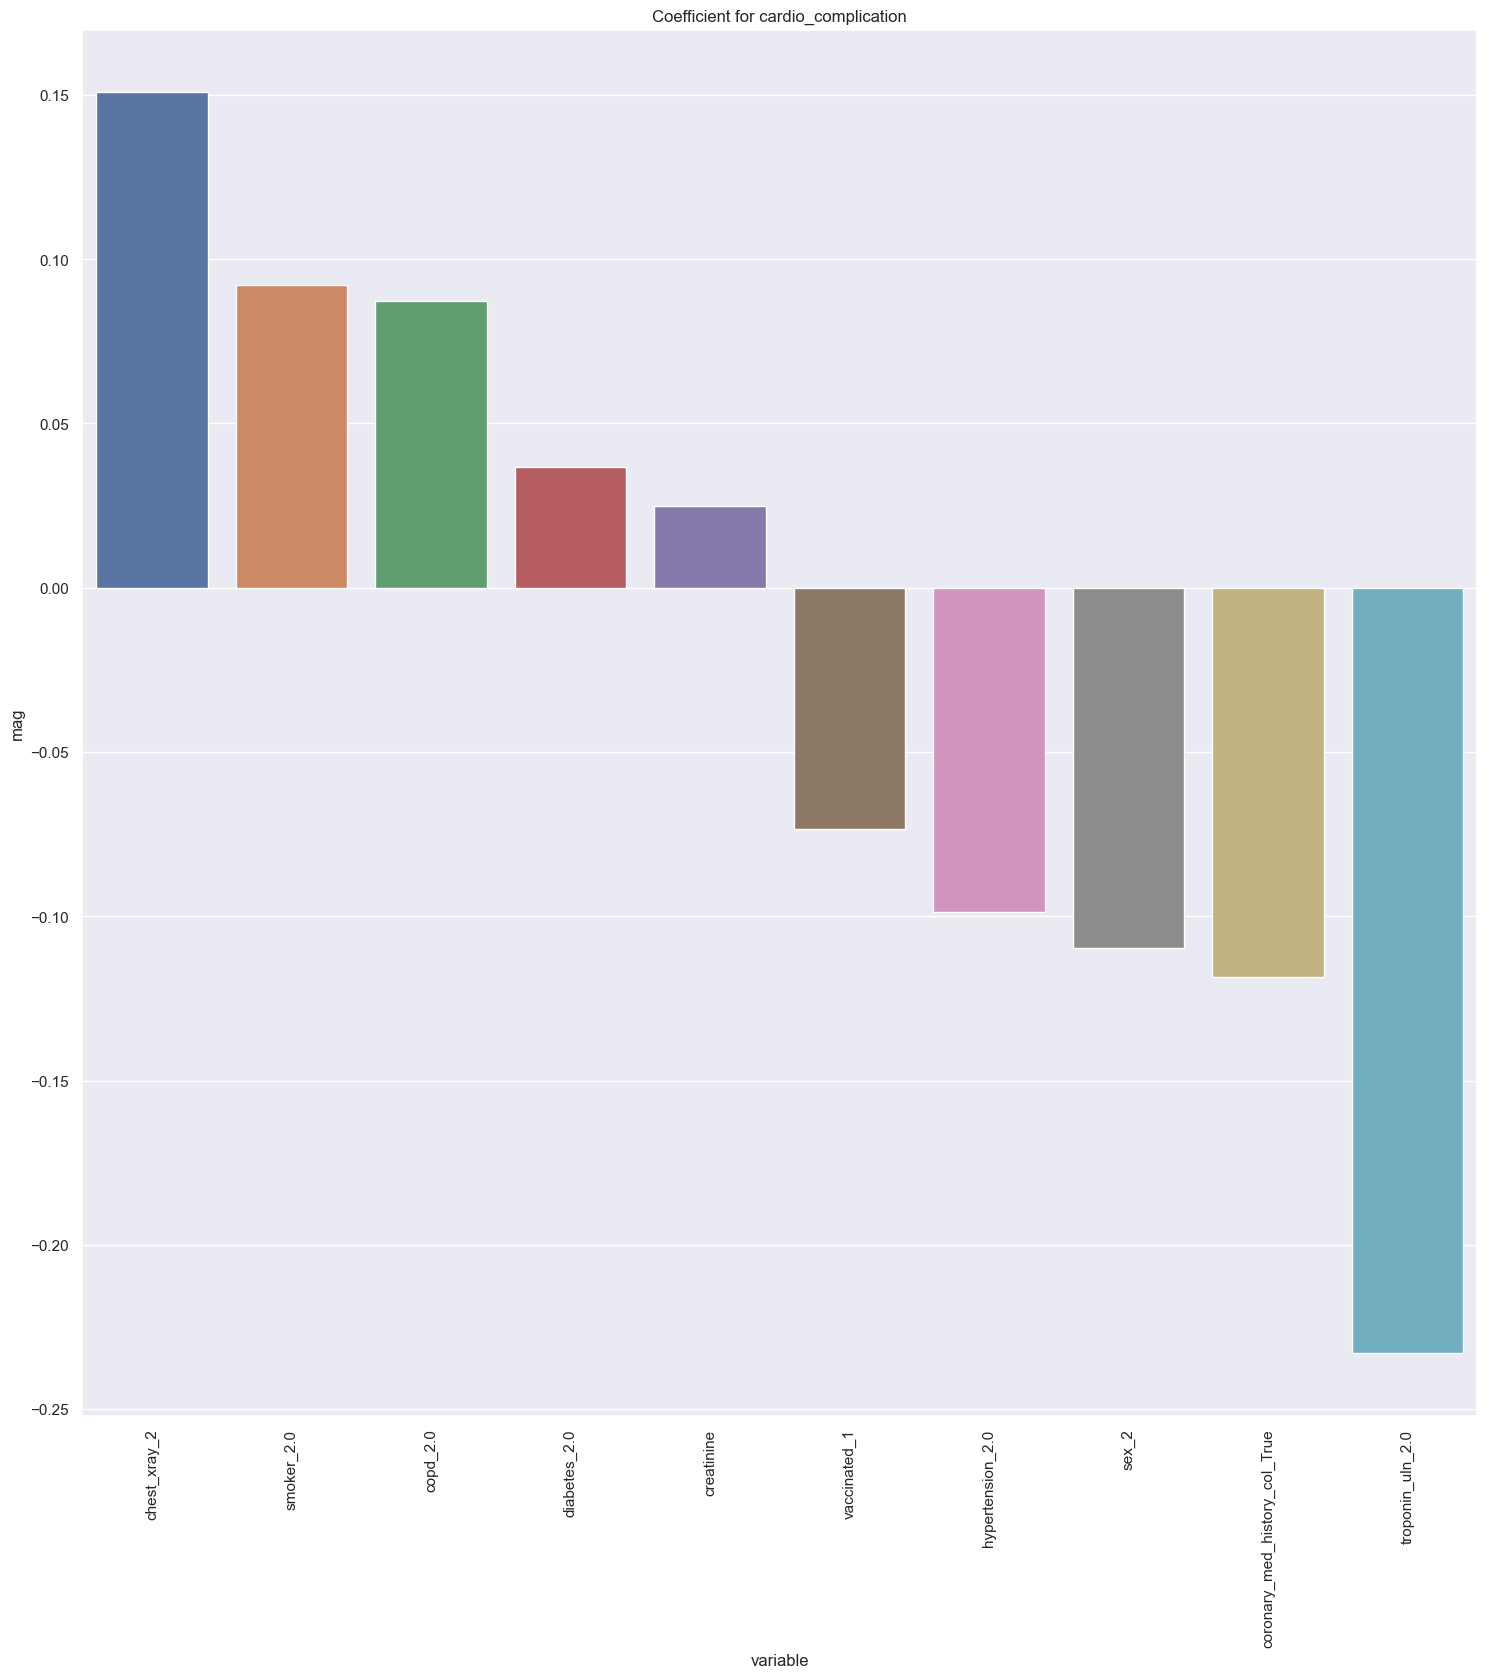 Coefficient for cardio_complication
0.15
0.10
0.05
0.00
−0.05
−0.10
−0.15
−0.20
−0.25
mag
chest_xray_2
smoker_2.0
copd_2.0
diabetes_2.0
creatinine
vaccinated_1
hypertension_2.0
sex_2
coronary_med_history_col_True
troponin_uln_2.0
variable